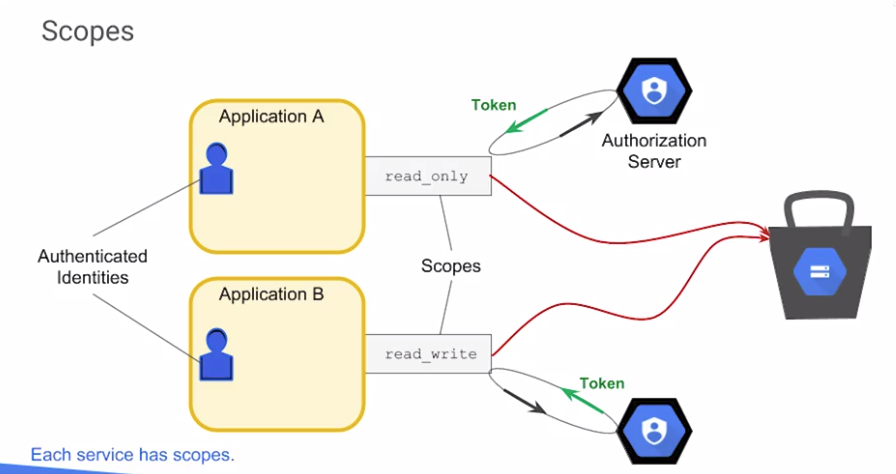 Scopes
Application A
Token
Authorization
Server
read_only
Authenticated
Identities
Scopes
Application B
read_write
Token
Each service has scopes.